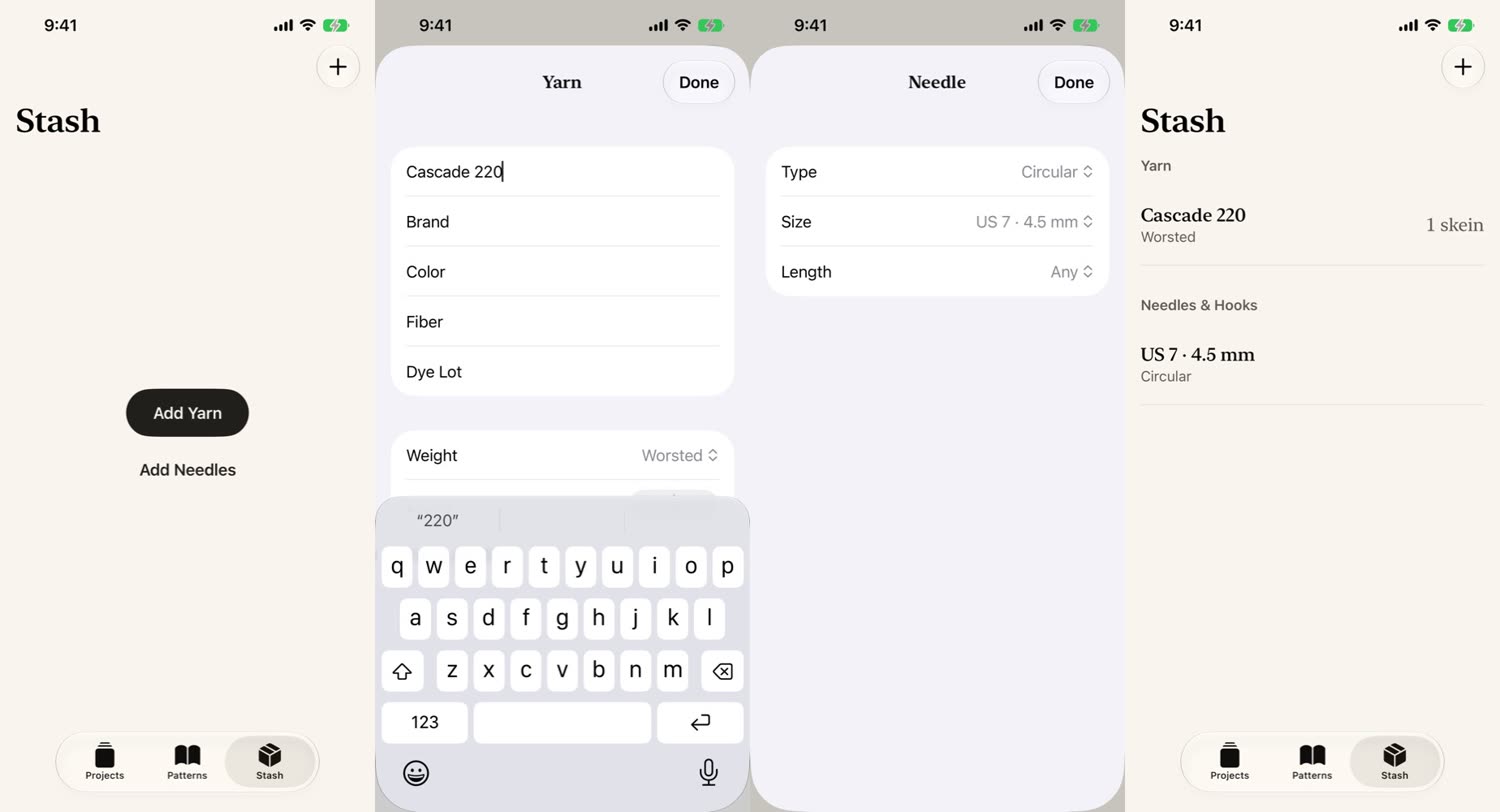 9:41
Stash
Add Yarn
Add Needles
Projects
Patterns
Stash
9:41
Yarn
Done
Cascade 220
Brand
Color
Fiber
Dye Lot
Weight
Worsted
“220”
q w e r t y u i o p
a s d f g h j k l
z x c v b n m
123
9:41
Needle
Done
Type
Circular
Size
US 7 · 4.5 mm
Length
Any
9:41
Stash
Yarn
Cascade 220
Worsted
1 skein
Needles & Hooks
US 7 · 4.5 mm
Circular
Projects
Patterns
Stash